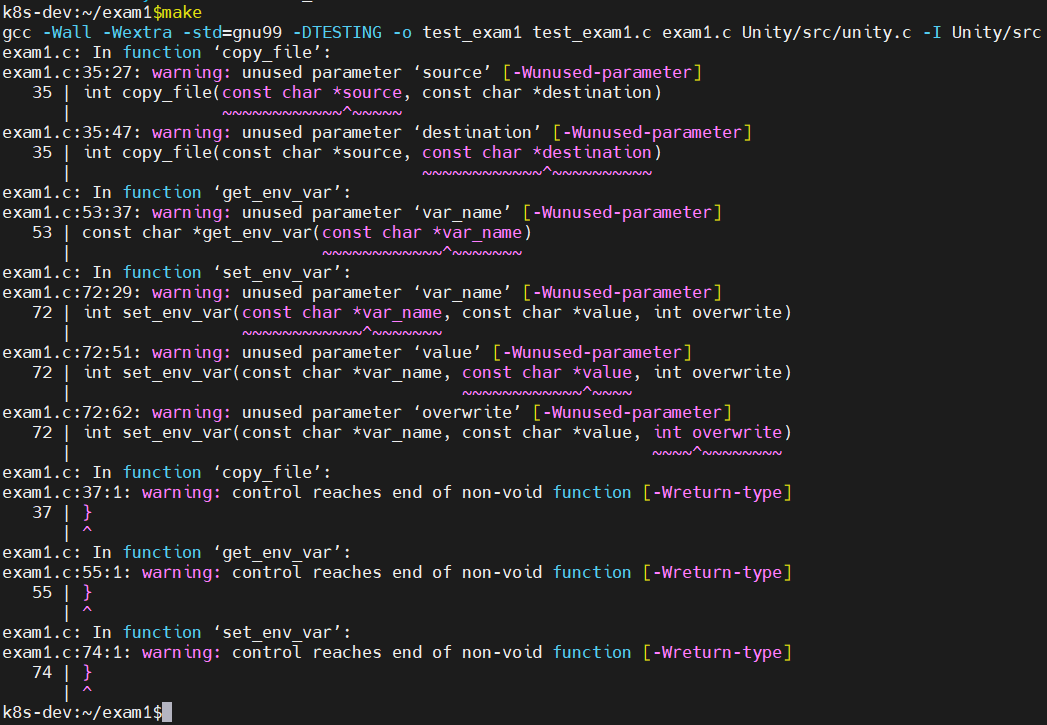 k8s-dev:~/exam1$make
gcc -Wall -Wextra -std=gnu99 -DTESTING -o test_exam1 test_exam1.c exam1.c Unity/src/unity.c -I Unity/src
exam1.c: In function ‘copy_file’:
exam1.c:35:27: warning: unused parameter ‘source’ [-Wunused-parameter]
   35 | int copy_file(const char *source, const char *destination)
      |               ~~~~~~~~~~~~^~~~~~
exam1.c:35:47: warning: unused parameter ‘destination’ [-Wunused-parameter]
   35 | int copy_file(const char *source, const char *destination)
      |                                   ~~~~~~~~~~~~^~~~~~~~~~~
exam1.c: In function ‘get_env_var’:
exam1.c:53:37: warning: unused parameter ‘var_name’ [-Wunused-parameter]
   53 | const char *get_env_var(const char *var_name)
      |                         ~~~~~~~~~~~~^~~~~~~~
exam1.c: In function ‘set_env_var’:
exam1.c:72:29: warning: unused parameter ‘var_name’ [-Wunused-parameter]
   72 | int set_env_var(const char *var_name, const char *value, int overwrite)
      |                 ~~~~~~~~~~~~^~~~~~~~
exam1.c:72:51: warning: unused parameter ‘value’ [-Wunused-parameter]
   72 | int set_env_var(const char *var_name, const char *value, int overwrite)
      |                                       ~~~~~~~~~~~~^~~~~
exam1.c:72:62: warning: unused parameter ‘overwrite’ [-Wunused-parameter]
   72 | int set_env_var(const char *var_name, const char *value, int overwrite)
      |                                                          ~~~~^~~~~~~~~
exam1.c: In function ‘copy_file’:
exam1.c:37:1: warning: control reaches end of non-void function [-Wreturn-type]
   37 | }
      | ^
exam1.c: In function ‘get_env_var’:
exam1.c:55:1: warning: control reaches end of non-void function [-Wreturn-type]
   55 | }
      | ^
exam1.c: In function ‘set_env_var’:
exam1.c:74:1: warning: control reaches end of non-void function [-Wreturn-type]
   74 | }
      | ^
k8s-dev:~/exam1$